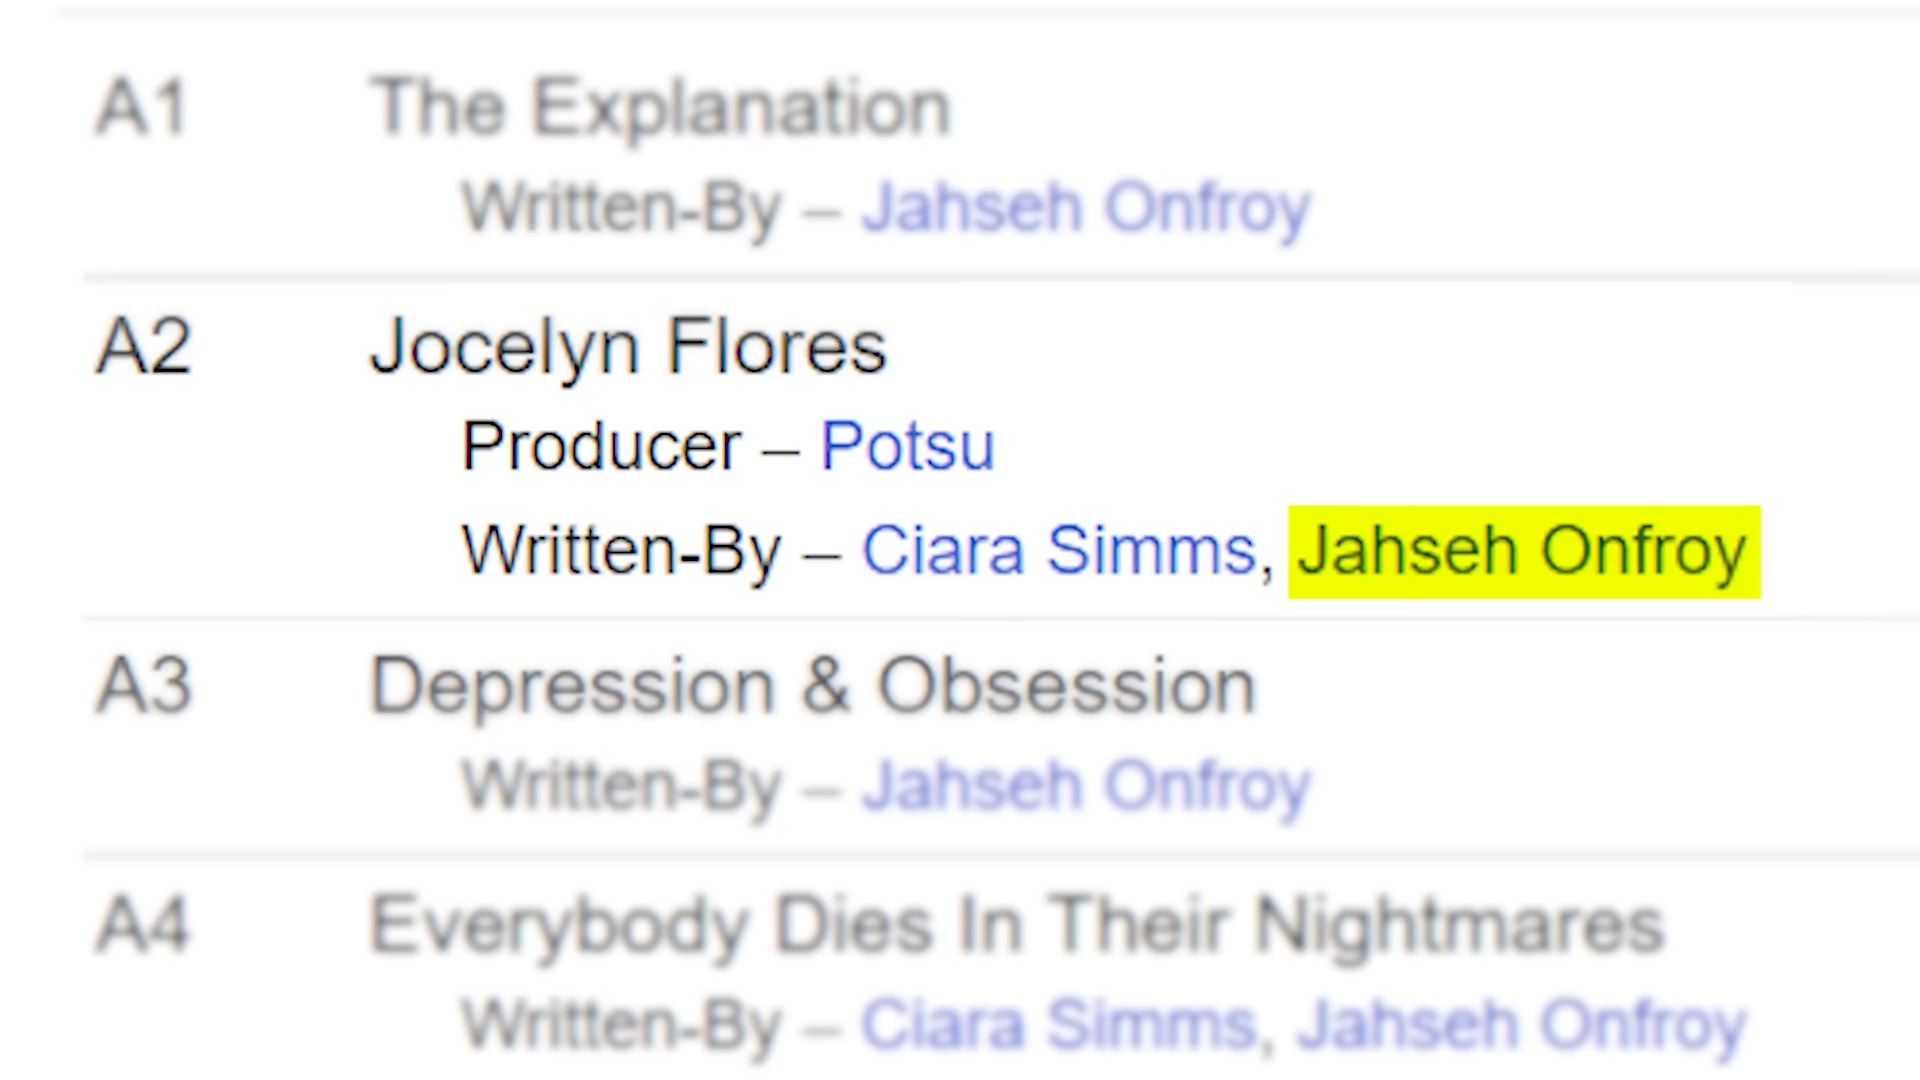 A1 The Explanation
Written-By – Jahseh Onfroy
A2 Jocelyn Flores
Producer – Potsu
Written-By – Ciara Simms, Jahseh Onfroy
A3 Depression & Obsession
Written-By – Jahseh Onfroy
A4 Everybody Dies In Their Nightmares
Written-By – Ciara Simms, Jahseh Onfroy